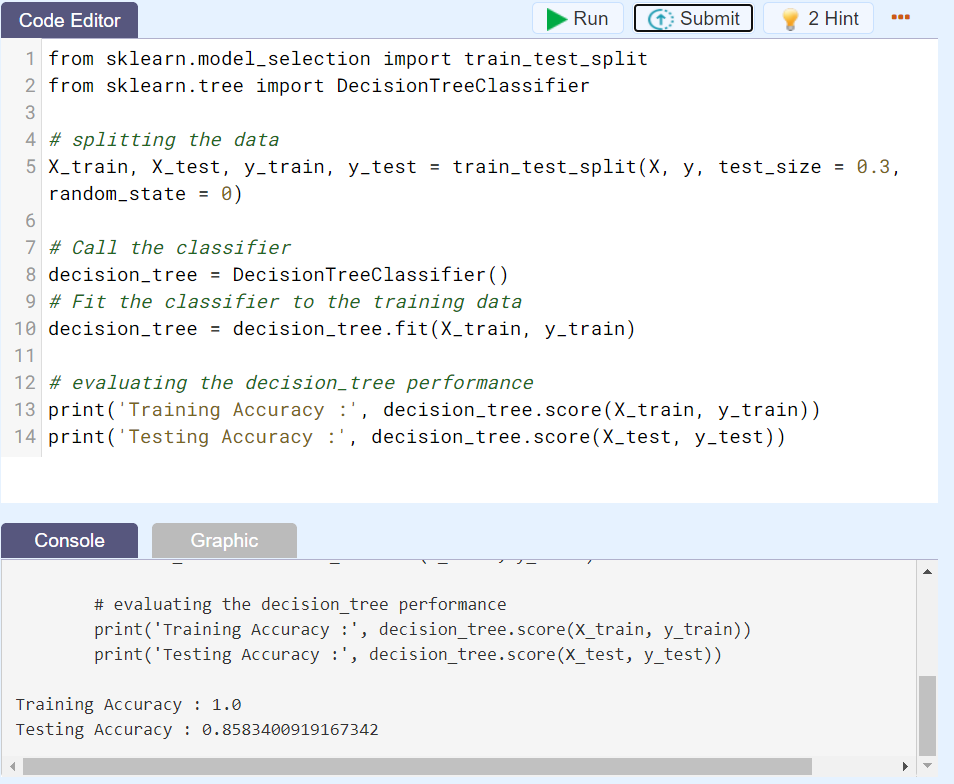 Code Editor
Run
Submit
2 Hint
1 from sklearn.model_selection import train_test_split
2 from sklearn.tree import DecisionTreeClassifier
3
4 # splitting the data
5 X_train, X_test, y_train, y_test = train_test_split(X, y, test_size = 0.3,
random_state = 0)
6
7 # Call the classifier
8 decision_tree = DecisionTreeClassifier()
9 # Fit the classifier to the training data
10 decision_tree = decision_tree.fit(X_train, y_train)
11
12 # evaluating the decision_tree performance
13 print('Training Accuracy :', decision_tree.score(X_train, y_train))
14 print('Testing Accuracy :', decision_tree.score(X_test, y_test))
Console
Graphic
# evaluating the decision_tree performance
print('Training Accuracy :', decision_tree.score(X_train, y_train))
print('Testing Accuracy :', decision_tree.score(X_test, y_test))
Training Accuracy : 1.0
Testing Accuracy : 0.8583400919167342